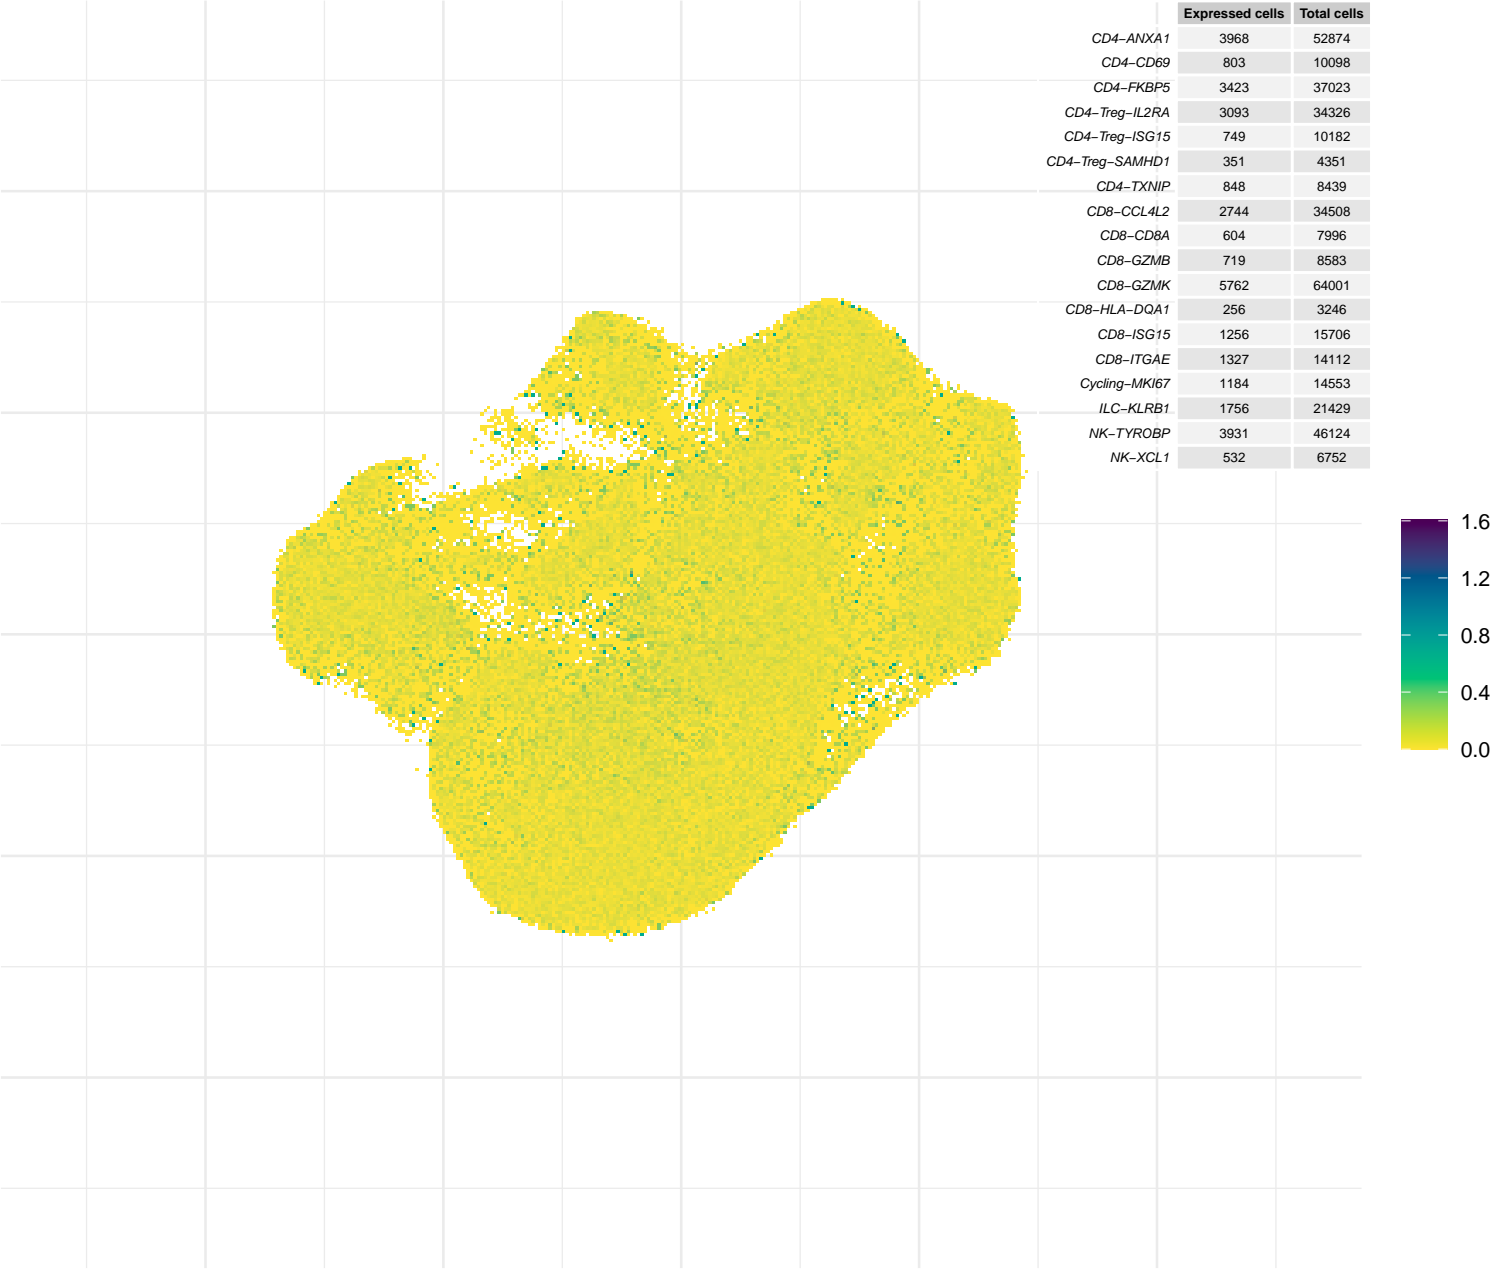 Expressed cells Total cells
CD4−ANXA1 3968 52874
CD4−CD69 803 10098
CD4−FKBP5 3423 37023
CD4−Treg−IL2RA 3093 34326
CD4−Treg−ISG15 749 10182
CD4−Treg−SAMHD1 351 4351
CD4−TXNIP 848 8439
CD8−CCL4L2 2744 34508
CD8−CD8A 604 7996
CD8−GZMB 719 8583
CD8−GZMK 5762 64001
CD8−HLA−DQA1 256 3246
CD8−ISG15 1256 15706
CD8−ITGAE 1327 14112
Cycling−MKI67 1184 14553
ILC−KLRB1 1756 21429
NK−TYROBP 3931 46124
NK−XCL1 532 6752
1.6
1.2
0.8
0.4
0.0